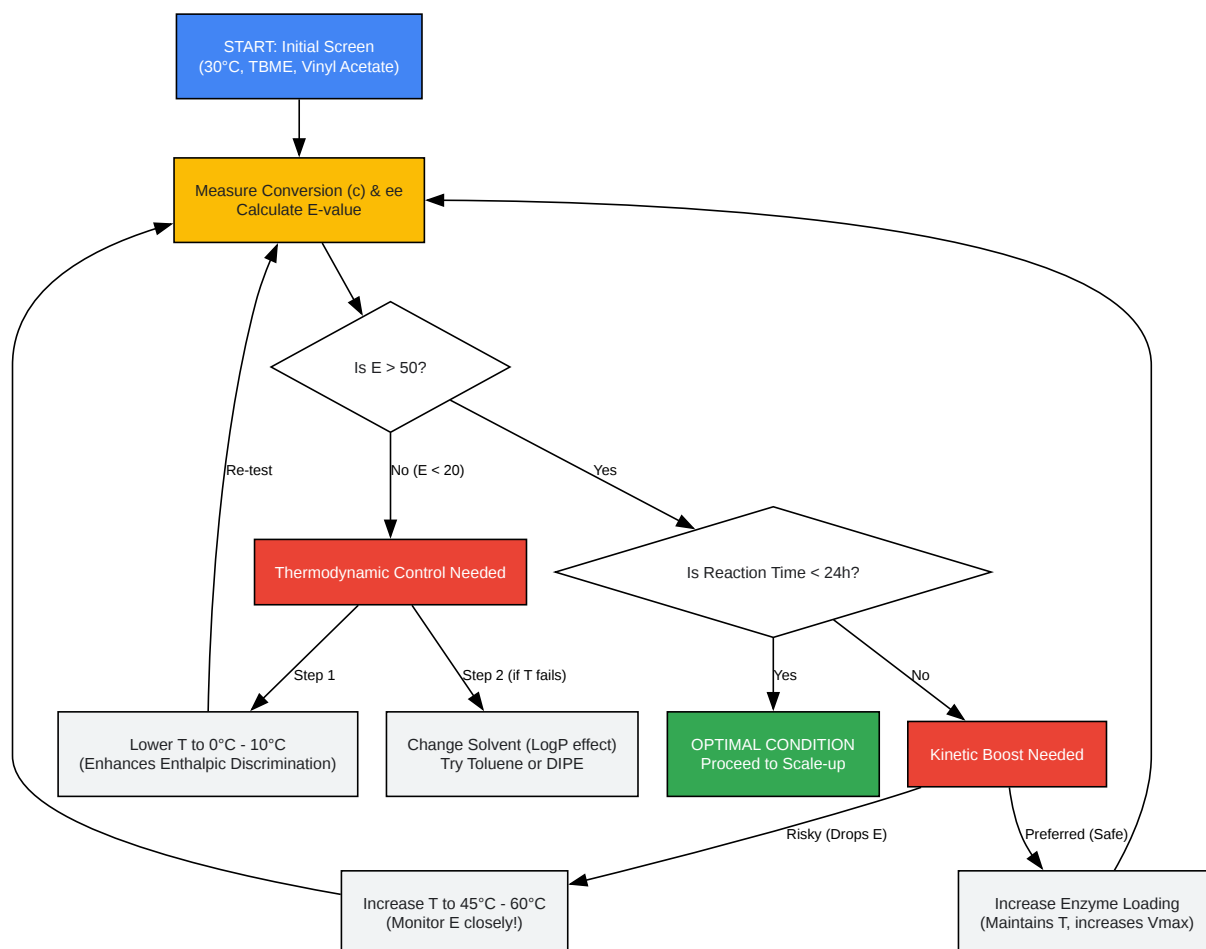 START: Initial Screen
(30°C, TBME, Vinyl Acetate)
Measure Conversion (c) & ee
Calculate E-value
Is E > 50?
Re-test
No (E < 20)
Yes
Thermodynamic Control Needed
Is Reaction Time < 24h?
Step 1
Step 2 (if T fails)
Yes
No
Lower T to 0°C - 10°C
(Enhances Enthalpic Discrimination)
Change Solvent (LogP effect)
Try Toluene or DIPE
OPTIMAL CONDITION
Proceed to Scale-up
Kinetic Boost Needed
Risky (Drops E)
Preferred (Safe)
Increase T to 45°C - 60°C
(Monitor E closely!)
Increase Enzyme Loading
(Maintains T, increases Vmax)